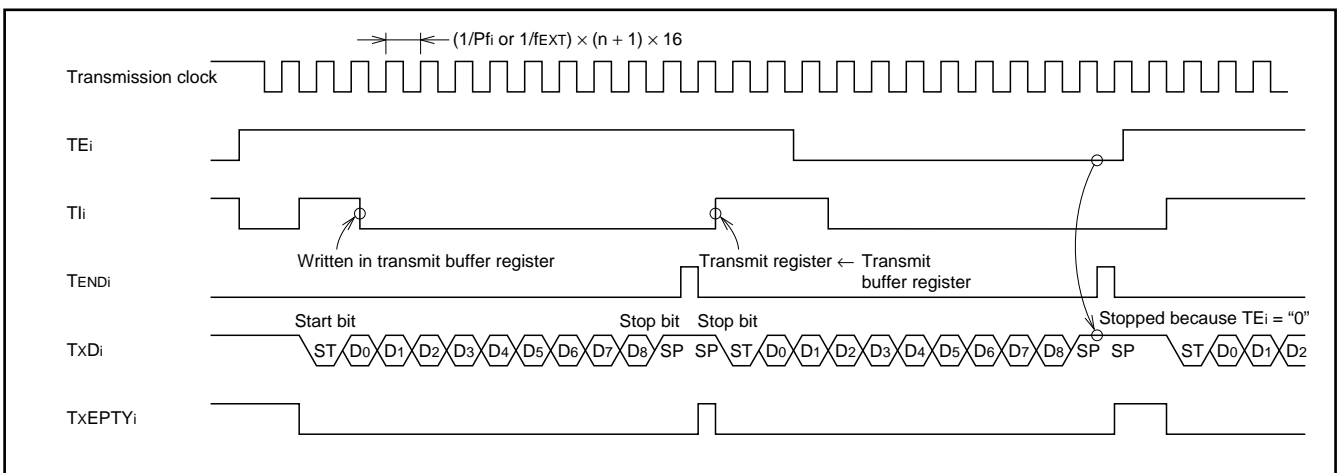 (1/Pfi or 1/fEXT) × (n + 1) × 16
Transmission clock
TEi
TIi
Written in transmit buffer register
Transmit register ← Transmit
buffer register
TENDi
Start bit
Stop bit
Stop bit
Stopped because TEi = “0”
TXDi
ST D0 D1 D2 D3 D4 D5 D6 D7 D8 SP SP ST D0 D1 D2 D3 D4 D5 D6 D7 D8 SP SP ST D0 D1 D2
TXEPTYi